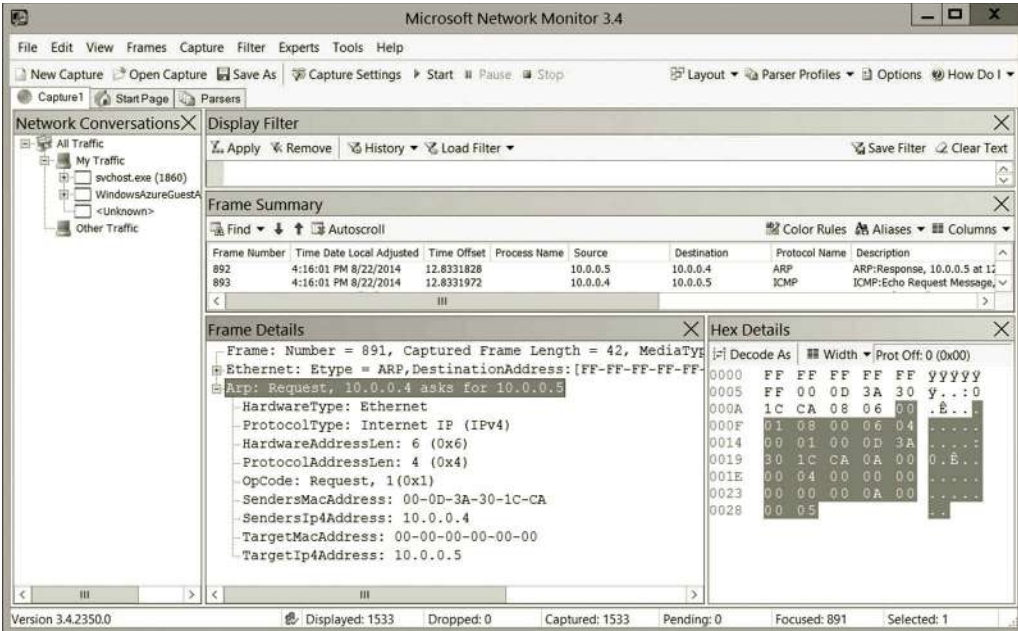 Microsoft Network Monitor 3.4
File Edit View Frames Capture Filter Experts Tools Help
New Capture Open Capture Save As Capture Settings Start Pause Stop Layout Parser Profiles Options How Do I
Capture1 Start Page Parsers
Network Conversations
All Traffic
My Traffic
svchost.exe (1860)
WindowsAzureGuestA
<Unknown>
Other Traffic
Display Filter
Apply Remove History Load Filter Save Filter Clear Text
Frame Summary
Find Autoscroll Color Rules Aliases Columns
Frame Number Time Date Local Adjusted Time Offset Process Name Source Destination Protocol Name Description
892 4:16:01 PM 8/22/2014 12.8331828 10.0.0.5 10.0.0.4 ARP ARP:Response, 10.0.0.5 at 12
893 4:16:01 PM 8/22/2014 12.8331972 10.0.0.4 10.0.0.5 ICMP ICMP:Echo Request Message,
Frame Details
Frame: Number = 891, Captured Frame Length = 42, MediaTyp
Ethernet: Etype = ARP,DestinationAddress:[FF-FF-FF-FF-FF-
Arp: Request, 10.0.0.4 asks for 10.0.0.5
HardwareType: Ethernet
ProtocolType: Internet IP (IPv4)
HardwareAddressLen: 6 (0x6)
ProtocolAddressLen: 4 (0x4)
OpCode: Request, 1(0x1)
SendersMacAddress: 00-0D-3A-30-1C-CA
SendersIp4Address: 10.0.0.4
TargetMacAddress: 00-00-00-00-00-00
TargetIp4Address: 10.0.0.5
Hex Details
Decode As Width Prot Off: 0 (0x00)
0000 FF FF FF FF FF ÿÿÿÿÿ
0005 FF 00 0D 3A 30 ÿ..:0
000A 1C CA 08 06 00 .Ê...
000F 01 08 00 06 04 .....
0014 00 01 00 0D 3A ....:
0019 30 1C CA 0A 00 0.Ê..
001E 00 04 00 00 00 .....
0023 00 00 00 0A 00 .....
0028 00 05 ..
Version 3.4.2350.0 Displayed: 1533 Dropped: 0 Captured: 1533 Pending: 0 Focused: 891 Selected: 1